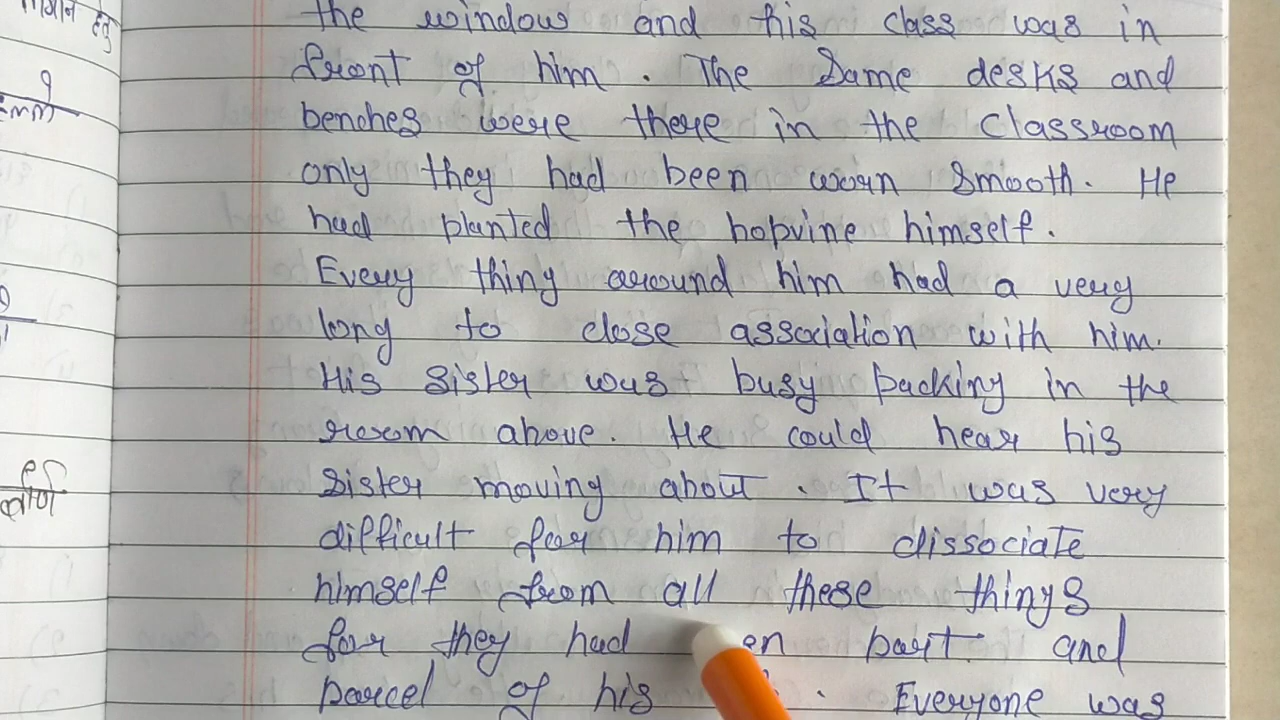 the window and his class was in
front of him. The Same desks and
benches were there in the Classroom
only they had been worn Smooth. He
had planted the hopvine himself.
Every thing around him had a very
long to close association with him.
His Sister was busy packing in the
room above. He could hear his
Sister moving about. It was very
difficult for him to dissociate
himself from all these things
for they had en part and
parcel of his . Everyone was